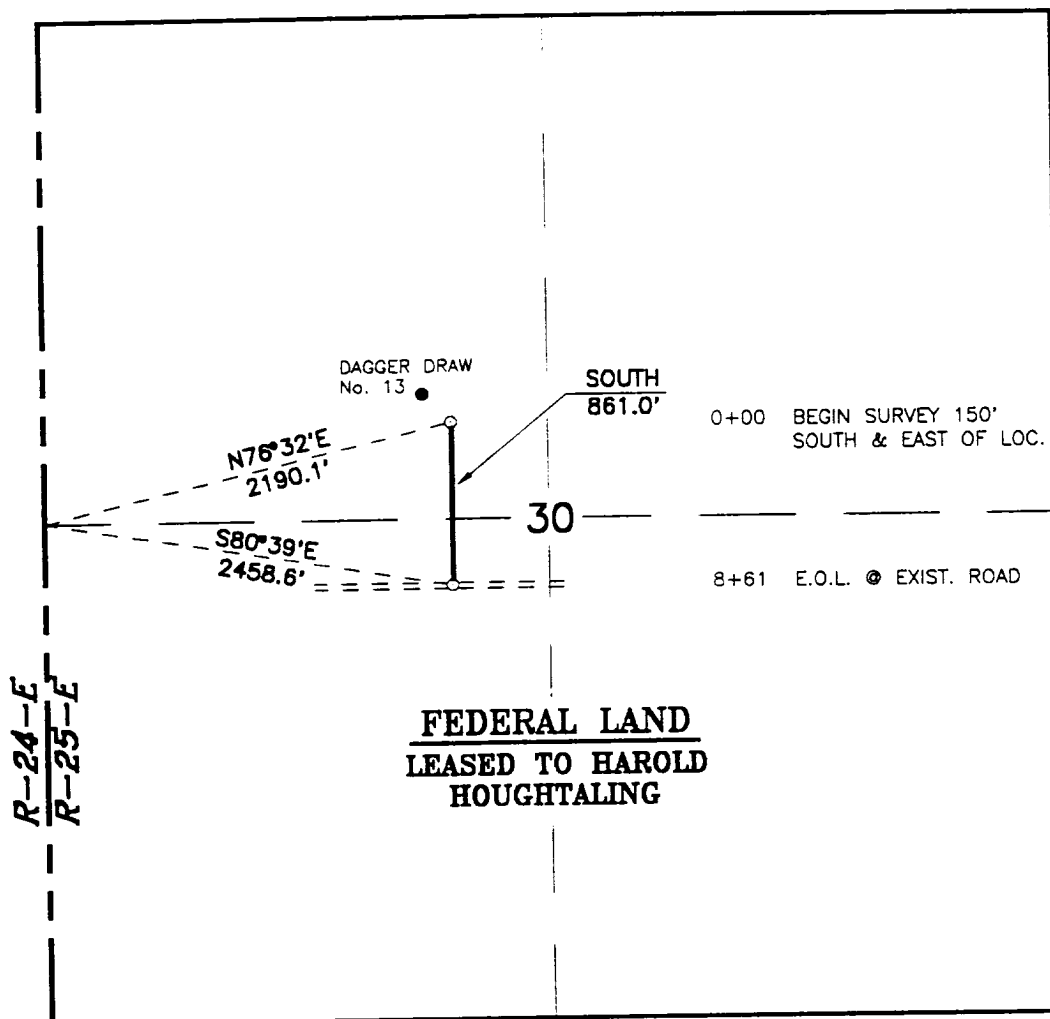 DAGGER DRAW
No. 13
SOUTH
861.0'
0+00 BEGIN SURVEY 150'
SOUTH & EAST OF LOC.
N76°32'E
2190.1'
30
S80°39'E
2458.6'
8+61 E.O.L. @ EXIST. ROAD
R-24-E
R-25-E
FEDERAL LAND
LEASED TO HAROLD
HOUGHTALING